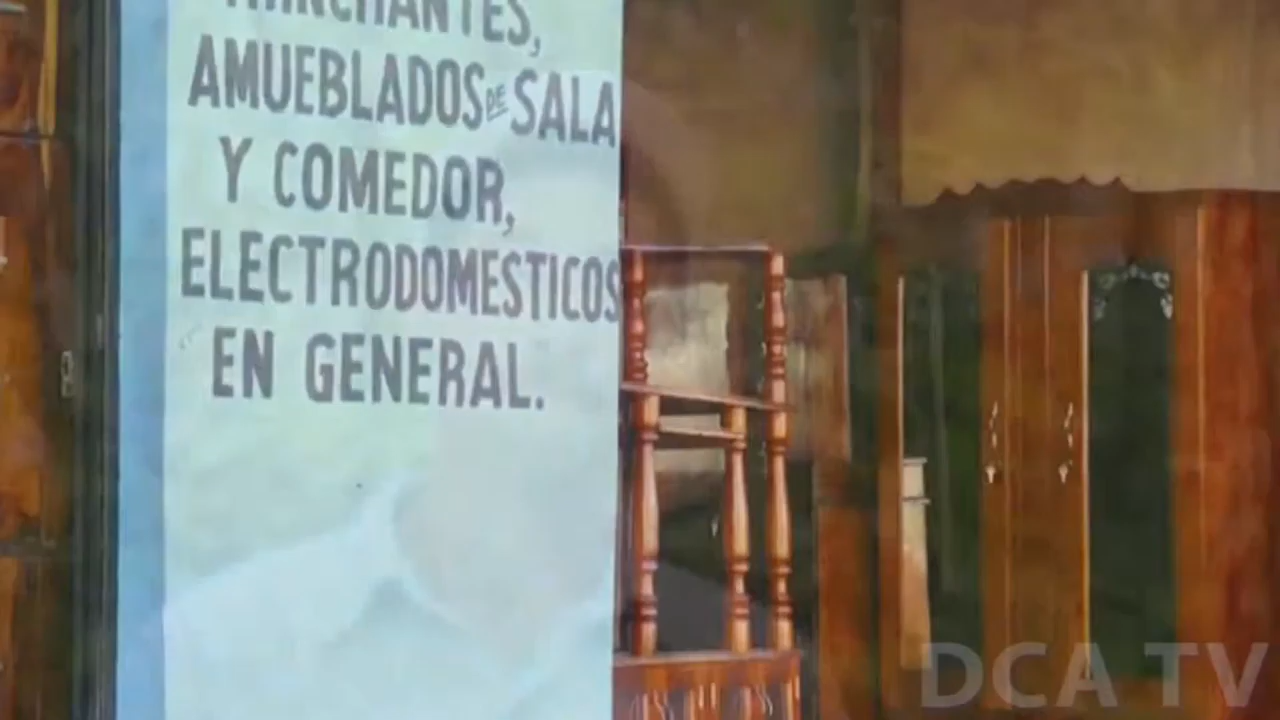 AMUEBLADOS DE SALA
Y COMEDOR,
ELECTRODOMESTICOS
EN GENERAL.
DCA TV